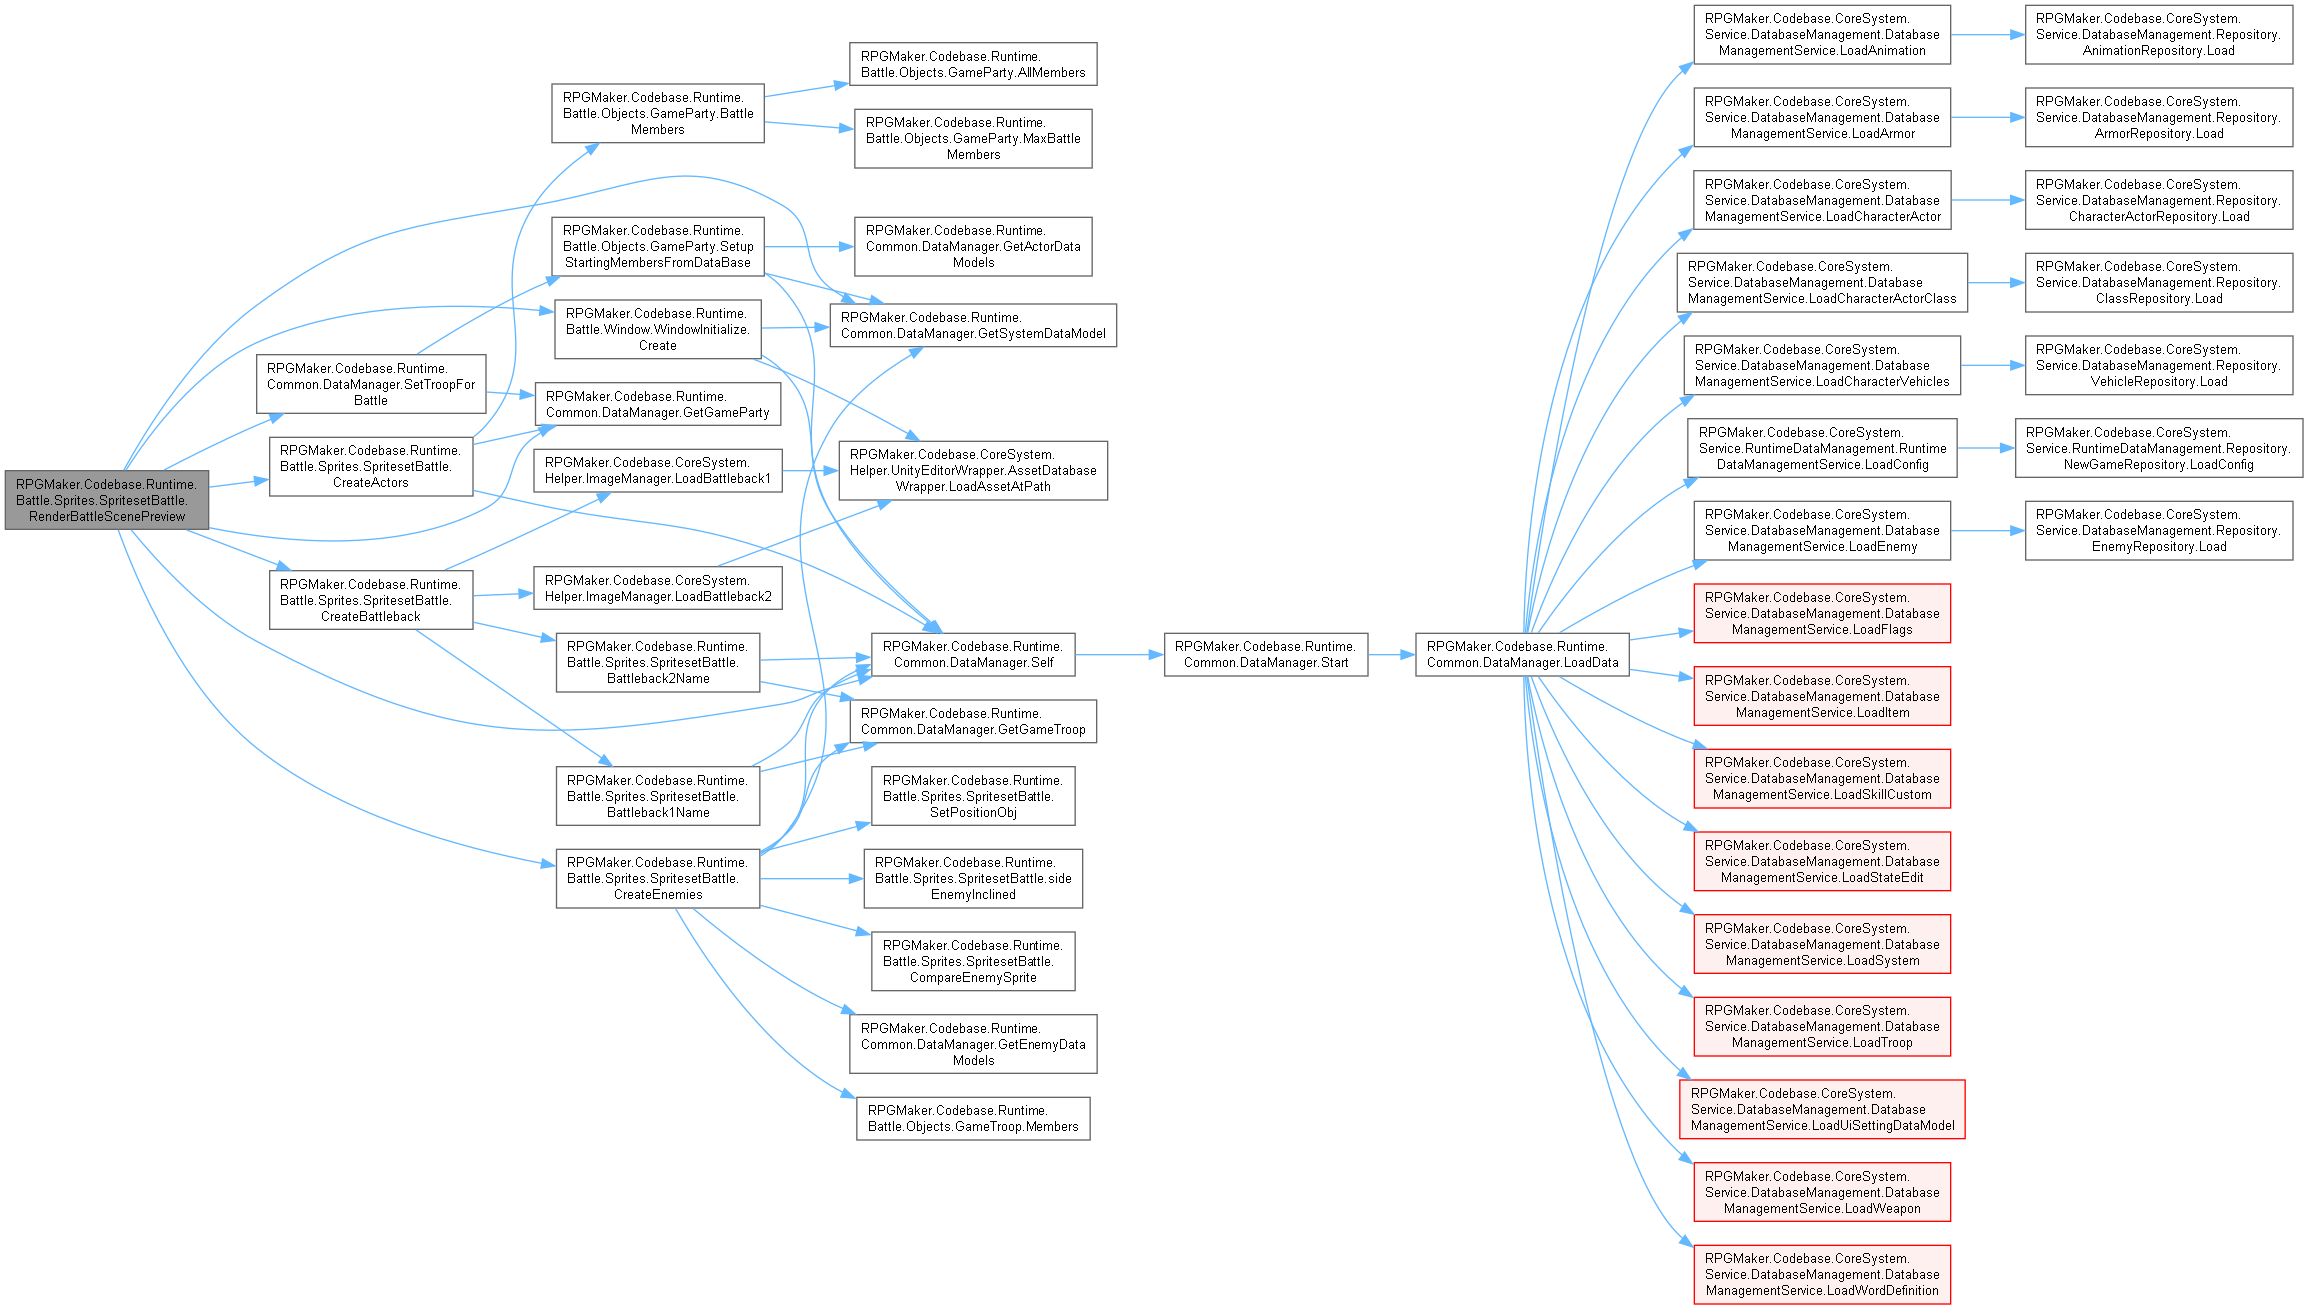 RPGMaker.Codebase.Runtime.
Battle.Sprites.SpritesetBattle.
RenderBattleScenePreview
RPGMaker.Codebase.Runtime.
Common.DataManager.SetTroopFor
Battle
RPGMaker.Codebase.Runtime.
Battle.Sprites.SpritesetBattle.
CreateActors
RPGMaker.Codebase.Runtime.
Battle.Sprites.SpritesetBattle.
CreateBattleback
RPGMaker.Codebase.Runtime.
Battle.Objects.GameParty.Battle
Members
RPGMaker.Codebase.Runtime.
Battle.Objects.GameParty.Setup
StartingMembersFromDataBase
RPGMaker.Codebase.Runtime.
Battle.Window.WindowInitialize.
Create
RPGMaker.Codebase.Runtime.
Common.DataManager.GetGameParty
RPGMaker.Codebase.CoreSystem.
Helper.ImageManager.LoadBattleback1
RPGMaker.Codebase.CoreSystem.
Helper.ImageManager.LoadBattleback2
RPGMaker.Codebase.Runtime.
Battle.Sprites.SpritesetBattle.
Battleback2Name
RPGMaker.Codebase.Runtime.
Battle.Sprites.SpritesetBattle.
Battleback1Name
RPGMaker.Codebase.Runtime.
Battle.Sprites.SpritesetBattle.
CreateEnemies
RPGMaker.Codebase.Runtime.
Battle.Objects.GameParty.AllMembers
RPGMaker.Codebase.Runtime.
Battle.Objects.GameParty.MaxBattle
Members
RPGMaker.Codebase.Runtime.
Common.DataManager.GetActorData
Models
RPGMaker.Codebase.Runtime.
Common.DataManager.GetSystemDataModel
RPGMaker.Codebase.CoreSystem.
Helper.UnityEditorWrapper.AssetDatabase
Wrapper.LoadAssetAtPath
RPGMaker.Codebase.Runtime.
Common.DataManager.Self
RPGMaker.Codebase.Runtime.
Common.DataManager.GetGameTroop
RPGMaker.Codebase.Runtime.
Battle.Sprites.SpritesetBattle.
SetPositionObj
RPGMaker.Codebase.Runtime.
Battle.Sprites.SpritesetBattle.side
EnemyInclined
RPGMaker.Codebase.Runtime.
Battle.Sprites.SpritesetBattle.
CompareEnemySprite
RPGMaker.Codebase.Runtime.
Common.DataManager.GetEnemyData
Models
RPGMaker.Codebase.Runtime.
Battle.Objects.GameTroop.Members
RPGMaker.Codebase.Runtime.
Common.DataManager.Start
RPGMaker.Codebase.Runtime.
Common.DataManager.LoadData
RPGMaker.Codebase.CoreSystem.
Service.DatabaseManagement.Database
ManagementService.LoadAnimation
RPGMaker.Codebase.CoreSystem.
Service.DatabaseManagement.Database
ManagementService.LoadArmor
RPGMaker.Codebase.CoreSystem.
Service.DatabaseManagement.Database
ManagementService.LoadCharacterActor
RPGMaker.Codebase.CoreSystem.
Service.DatabaseManagement.Database
ManagementService.LoadCharacterActorClass
RPGMaker.Codebase.CoreSystem.
Service.DatabaseManagement.Database
ManagementService.LoadCharacterVehicles
RPGMaker.Codebase.CoreSystem.
Service.RuntimeDataManagement.Runtime
DataManagementService.LoadConfig
RPGMaker.Codebase.CoreSystem.
Service.DatabaseManagement.Database
ManagementService.LoadEnemy
RPGMaker.Codebase.CoreSystem.
Service.DatabaseManagement.Database
ManagementService.LoadFlags
RPGMaker.Codebase.CoreSystem.
Service.DatabaseManagement.Database
ManagementService.LoadItem
RPGMaker.Codebase.CoreSystem.
Service.DatabaseManagement.Database
ManagementService.LoadSkillCustom
RPGMaker.Codebase.CoreSystem.
Service.DatabaseManagement.Database
ManagementService.LoadStateEdit
RPGMaker.Codebase.CoreSystem.
Service.DatabaseManagement.Database
ManagementService.LoadSystem
RPGMaker.Codebase.CoreSystem.
Service.DatabaseManagement.Database
ManagementService.LoadTroop
RPGMaker.Codebase.CoreSystem.
Service.DatabaseManagement.Database
ManagementService.LoadUiSettingDataModel
RPGMaker.Codebase.CoreSystem.
Service.DatabaseManagement.Database
ManagementService.LoadWeapon
RPGMaker.Codebase.CoreSystem.
Service.DatabaseManagement.Database
ManagementService.LoadWordDefinition
RPGMaker.Codebase.CoreSystem.
Service.DatabaseManagement.Repository.
AnimationRepository.Load
RPGMaker.Codebase.CoreSystem.
Service.DatabaseManagement.Repository.
ArmorRepository.Load
RPGMaker.Codebase.CoreSystem.
Service.DatabaseManagement.Repository.
CharacterActorRepository.Load
RPGMaker.Codebase.CoreSystem.
Service.DatabaseManagement.Repository.
ClassRepository.Load
RPGMaker.Codebase.CoreSystem.
Service.DatabaseManagement.Repository.
VehicleRepository.Load
RPGMaker.Codebase.CoreSystem.
Service.RuntimeDataManagement.Repository.
NewGameRepository.LoadConfig
RPGMaker.Codebase.CoreSystem.
Service.DatabaseManagement.Repository.
EnemyRepository.Load